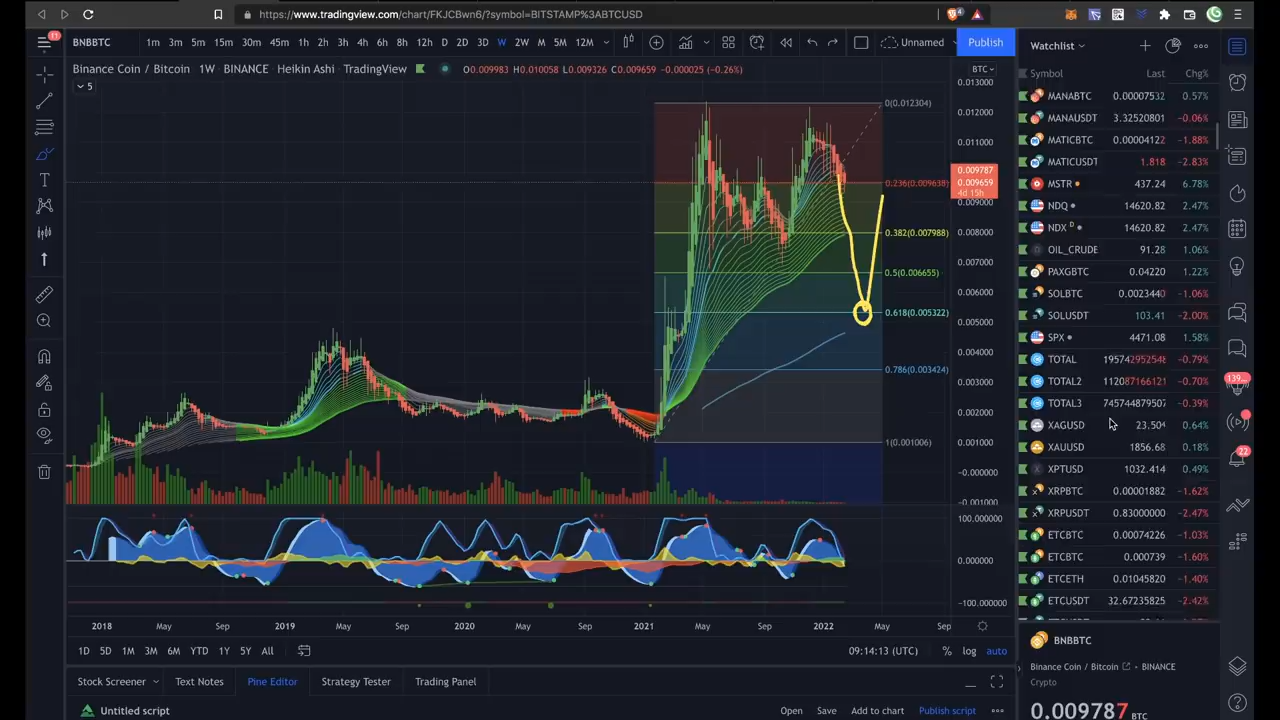 https://www.tradingview.com/chart/FKJCBwn6/?symbol=BITSTAMP%3ABTCUSD
11 BNBBTC 1m 3m 5m 15m 30m 45m 1h 2h 3h 4h 6h 8h 12h D 2D 3D W 2W M 5M 12M Unnamed Publish
Binance Coin / Bitcoin 1W BINANCE Heikin Ashi TradingView O0.009983 H0.010058 L0.009326 C0.009659 -0.000025 (-0.26%) BTC
5
0.013000
0(0.012304)
0.012000
0.011000
0.009787
0.236(0.009638) 0.009659
4d 15h
0.009000
0.382(0.007988) 0.008000
0.007000
0.5(0.006655)
0.006000
0.618(0.005322)
0.005000
0.004000
0.786(0.003424)
0.003000
0.002000
1(0.001006) 0.001000
-0.000000
-0.001000
100.000000
0.000000
-100.000000
2018 May Sep 2019 May Sep 2020 May Sep 2021 May Sep 2022 May Sep
1D 5D 1M 3M 6M YTD 1Y 5Y All 09:14:13 (UTC) % log auto
Stock Screener Text Notes Pine Editor Strategy Tester Trading Panel
Untitled script Open Save Add to chart Publish script
Watchlist
Symbol Last Chg%
MANABTC 0.00007532 0.57%
MANAUSDT 3.32520801 -0.06%
MATICBTC 0.00004122 -1.88%
MATICUSDT 1.818 -2.83%
MSTR 437.24 6.78%
NDQ 14620.82 2.47%
NDX D 14620.82 2.47%
OIL_CRUDE 91.28 1.06%
PAXGBTC 0.04220 1.22%
SOLBTC 0.0023440 -1.06%
SOLUSDT 103.41 -2.00%
SPX 4471.08 1.58%
TOTAL 195742952548 -0.79%
TOTAL2 112087166121 -0.70%
TOTAL3 745744879507 -0.39%
XAGUSD 23.504 0.64%
XAUUSD 1856.68 0.18%
XPTUSD 1032.414 0.49%
XRPBTC 0.00001882 -1.62%
XRPUSDT 0.83000000 -2.47%
ETCBTC 0.00074226 -1.03%
ETCBTC 0.000739 -1.60%
ETCETH 0.01045820 -1.40%
ETCUSDT 32.67235825 -2.42%
BNBBTC
Binance Coin / Bitcoin BINANCE
Crypto
0.009787 BTC
139...
22